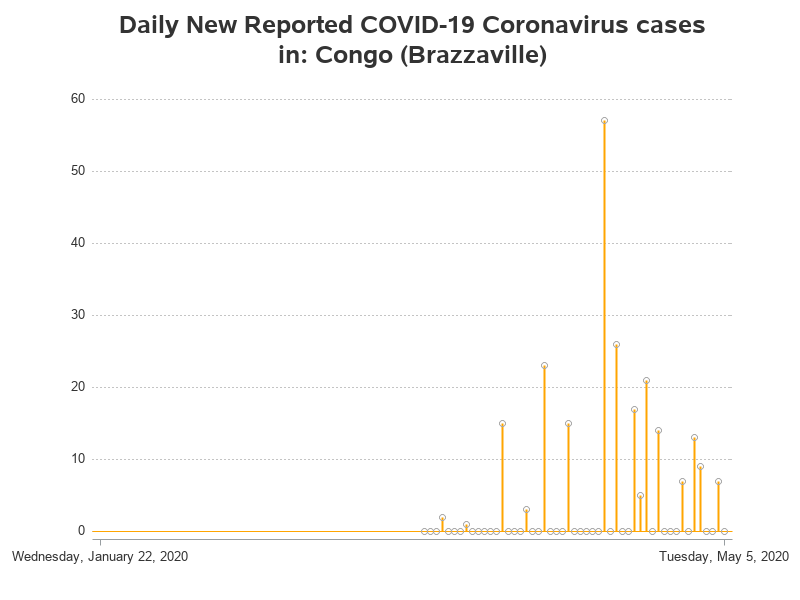 Daily New Reported COVID-19 Coronavirus cases
in: Congo (Brazzaville)
60
50
40
30
20
10
0
Wednesday, January 22, 2020
Tuesday, May 5, 2020